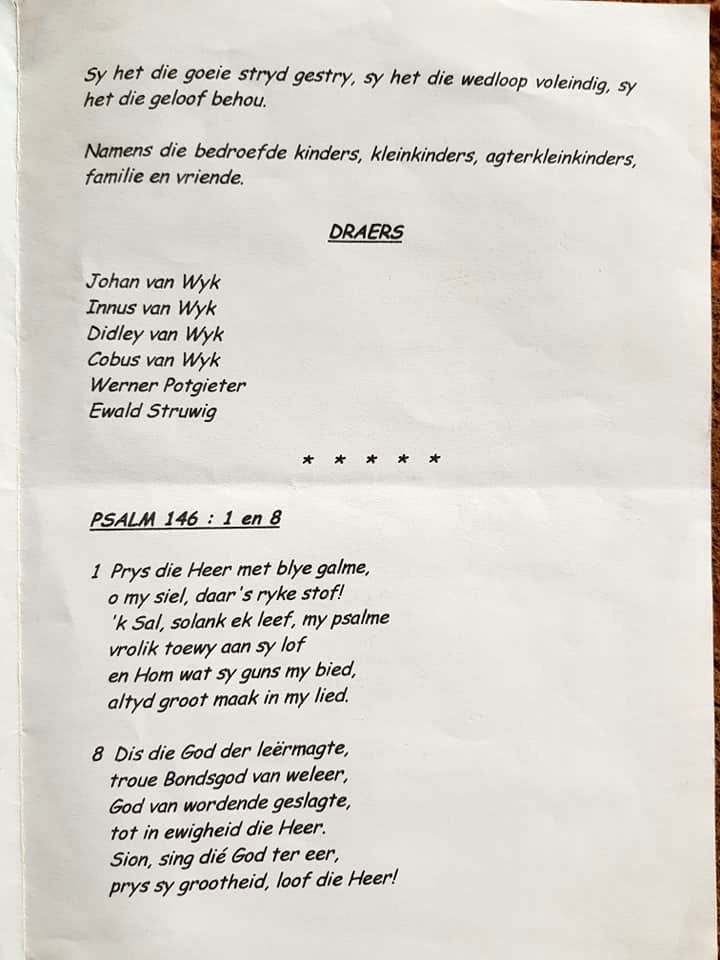 Sy het die goeie stryd gestry, sy het die wedloop voleindig, sy
het die geloof behou.
Namens die bedroefde kinders, kleinkinders, agterkleinkinders,
familie en vriende.
DRAERS
Johan van Wyk
Innus van Wyk
Didley van Wyk
Cobus van Wyk
Werner Potgieter
Ewald Struwig
* * * * *
PSALM 146 : 1 en 8
1 Prys die Heer met blye galme,
o my siel, daar's ryke stof!
'k Sal, solank ek leef, my psalme
vrolik toewy aan sy lof
en Hom wat sy guns my bied,
altyd groot maak in my lied.
8 Dis die God der leërmagte,
troue Bondsgod van weleer,
God van wordende geslagte,
tot in ewigheid die Heer.
Sion, sing dié God ter eer,
prys sy grootheid, loof die Heer!